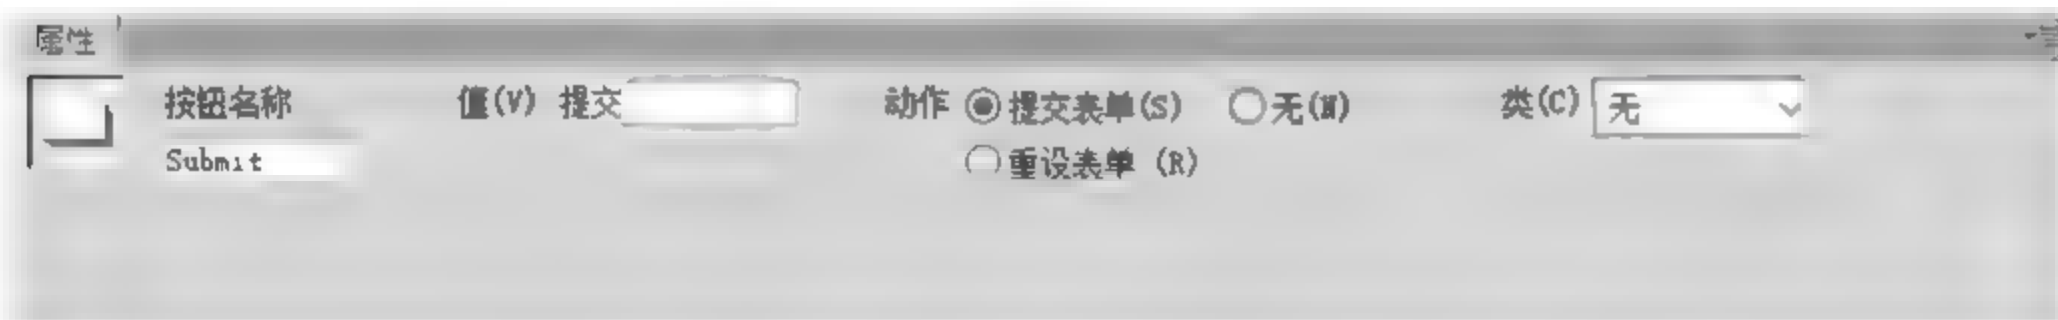 属性
按钮名称 值(V) 提交 动作 提交表单(S) 无(N) 类(C) 无
Submit 重设表单 (R)